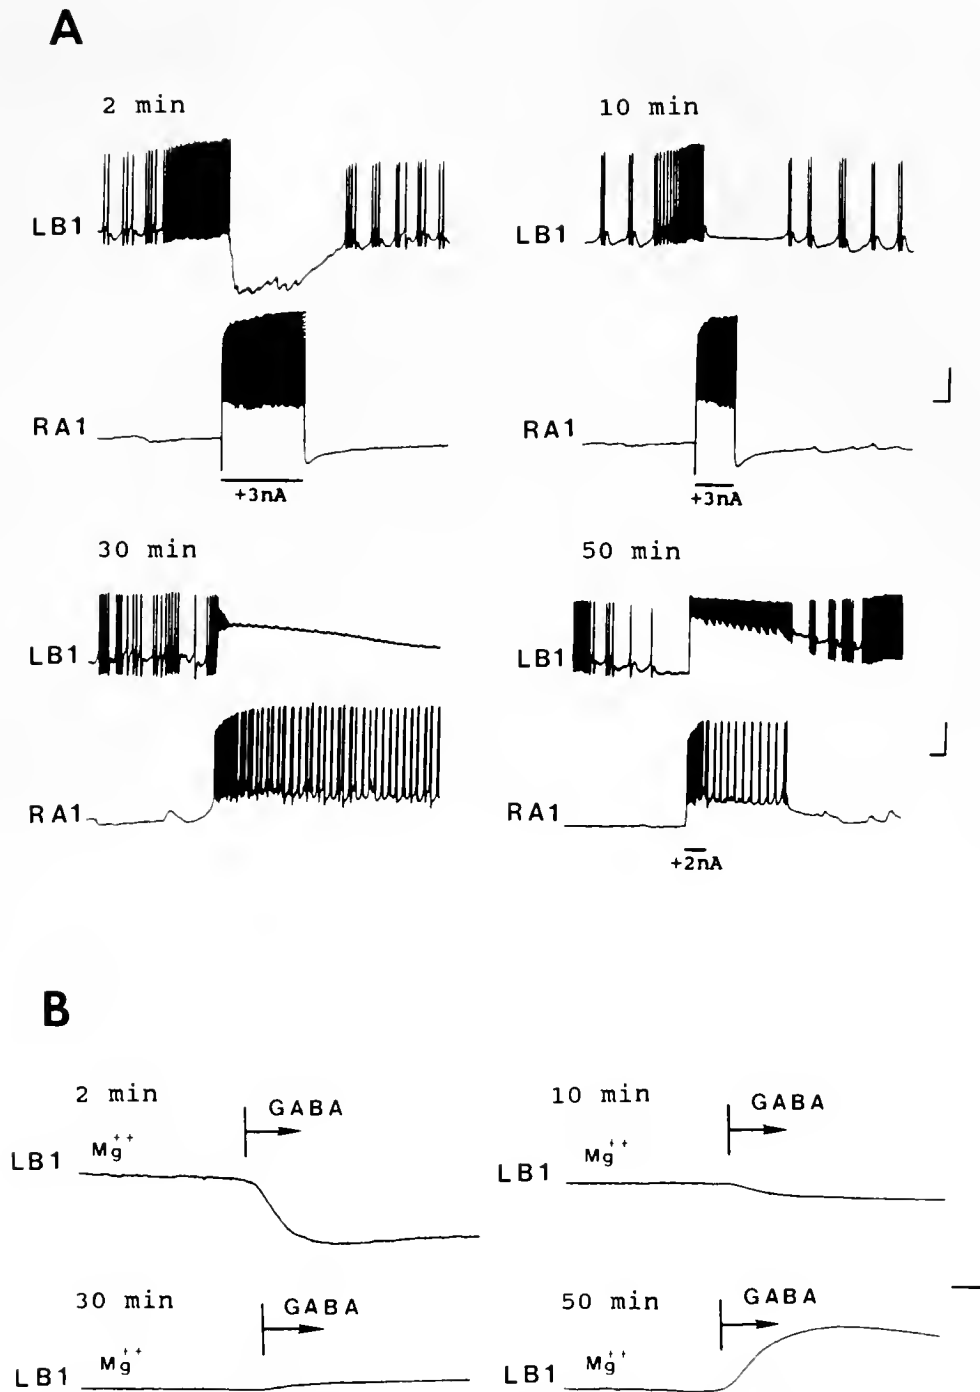 A
2 min
10 min
LB1
LB1
RA1
RA1
+3nA
+3nA
30 min
50 min
LB1
LB1
RA1
RA1
+2nA
B
2 min
GABA
10 min
GABA
Mg++
Mg++
LB1
LB1
30 min
GABA
50 min
GABA
Mg++
Mg++
LB1
LB1